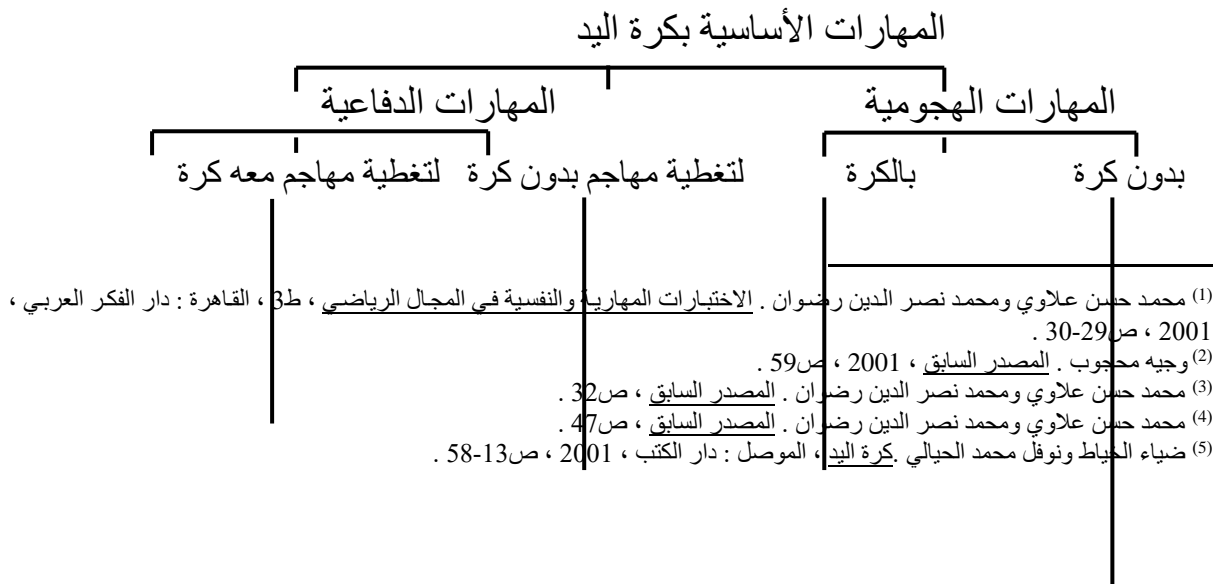 المهارات الأساسية بكرة اليد
المهارات الهجومية المهارات الدفاعية
بدون كرة بالكرة لتغطية مهاجم بدون كرة لتغطية مهاجم معه كرة
(1) محمد حسن علاوي ومحمد نصر الدين رضوان . الاختبارات المهارية والنفسية في المجال الرياضي ، ط3 ، القاهرة : دار الفكر العربي ،
2001 ، ص29-30 .
(2) وجيه محجوب . المصدر السابق ، 2001 ، ص59 .
(3) محمد حسن علاوي ومحمد نصر الدين رضوان . المصدر السابق ، ص32 .
(4) محمد حسن علاوي ومحمد نصر الدين رضوان . المصدر السابق ، ص47 .
(5) ضياء الخياط ونوفل محمد الحيالي .كرة اليد ، الموصل : دار الكتب ، 2001 ، ص13-58 .